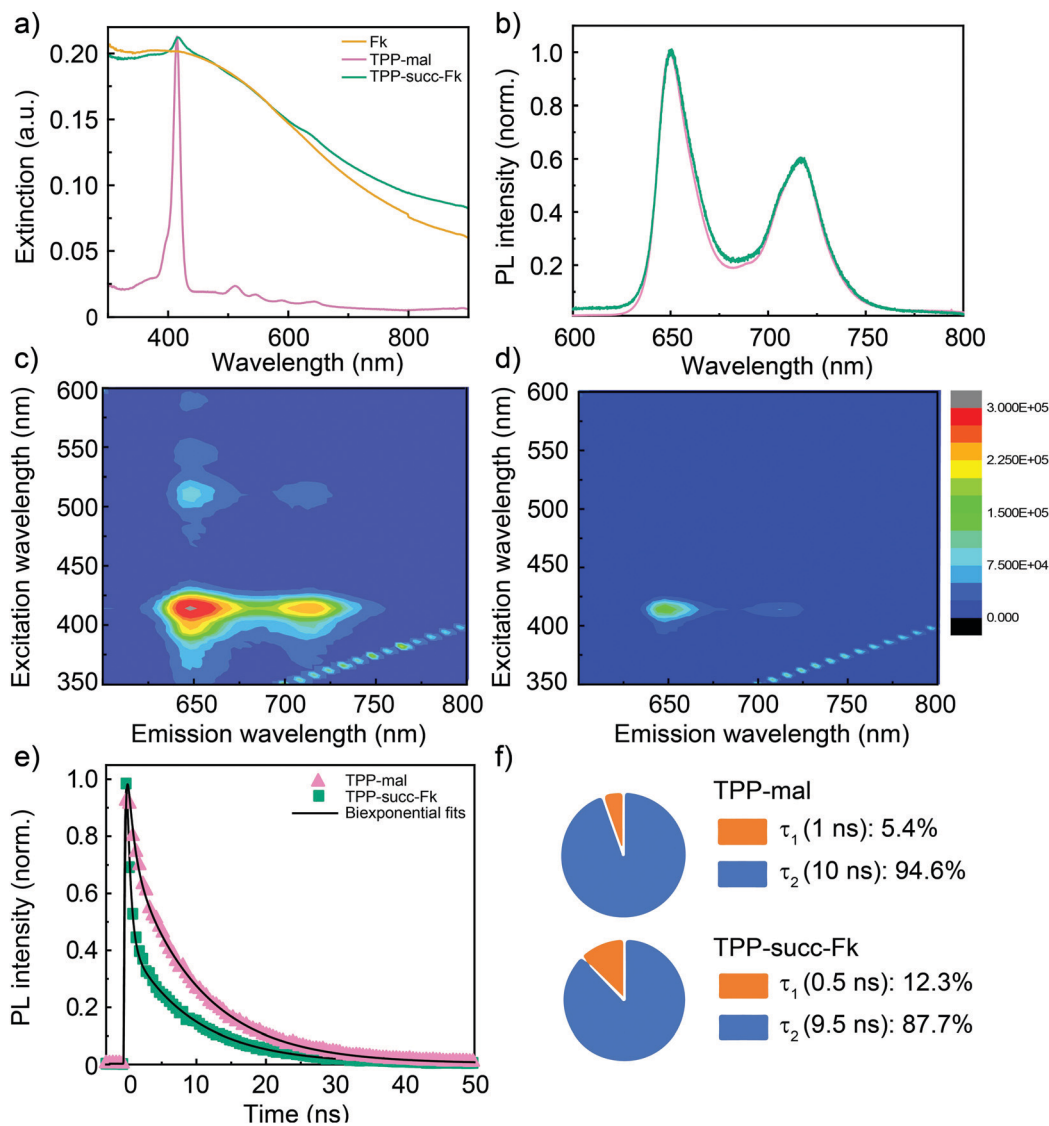 a)
Extinction (a.u.)
0.20
0.15
0.10
0.05
0
Fk
TPP-mal
TPP-succ-Fk
400 600 800
Wavelength (nm)
b)
PL intensity (norm.)
1.0
0.8
0.6
0.4
0.2
600 650 700 750 800
Wavelength (nm)
c)
Excitation wavelength (nm)
600
550
500
450
400
350
650 700 750 800
Emission wavelength (nm)
d)
Excitation wavelength (nm)
600
550
500
450
400
350
650 700 750 800
Emission wavelength (nm)
3.000E+05
2.250E+05
1.500E+05
7.500E+04
0.000
e)
PL intensity (norm.)
1.0
0.8
0.6
0.4
0.2
0
TPP-mal
TPP-succ-Fk
Biexponential fits
0 10 20 30 40 50
Time (ns)
f)
TPP-mal
τ₁ (1 ns): 5.4%
τ₂ (10 ns): 94.6%
TPP-succ-Fk
τ₁ (0.5 ns): 12.3%
τ₂ (9.5 ns): 87.7%